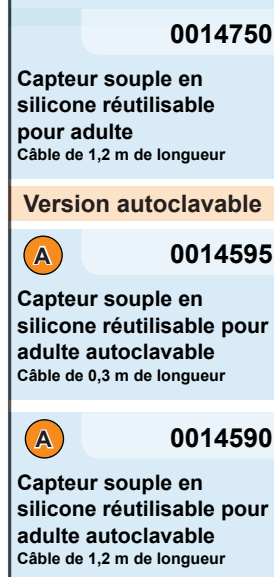 0014750
Capteur souple en
silicone réutilisable
pour adulte
Câble de 1,2 m de longueur
Version autoclavable
A
0014595
Capteur souple en
silicone réutilisable pour
adulte autoclavable
Câble de 0,3 m de longueur
A
0014590
Capteur souple en
silicone réutilisable pour
adulte autoclavable
Câble de 1,2 m de longueur